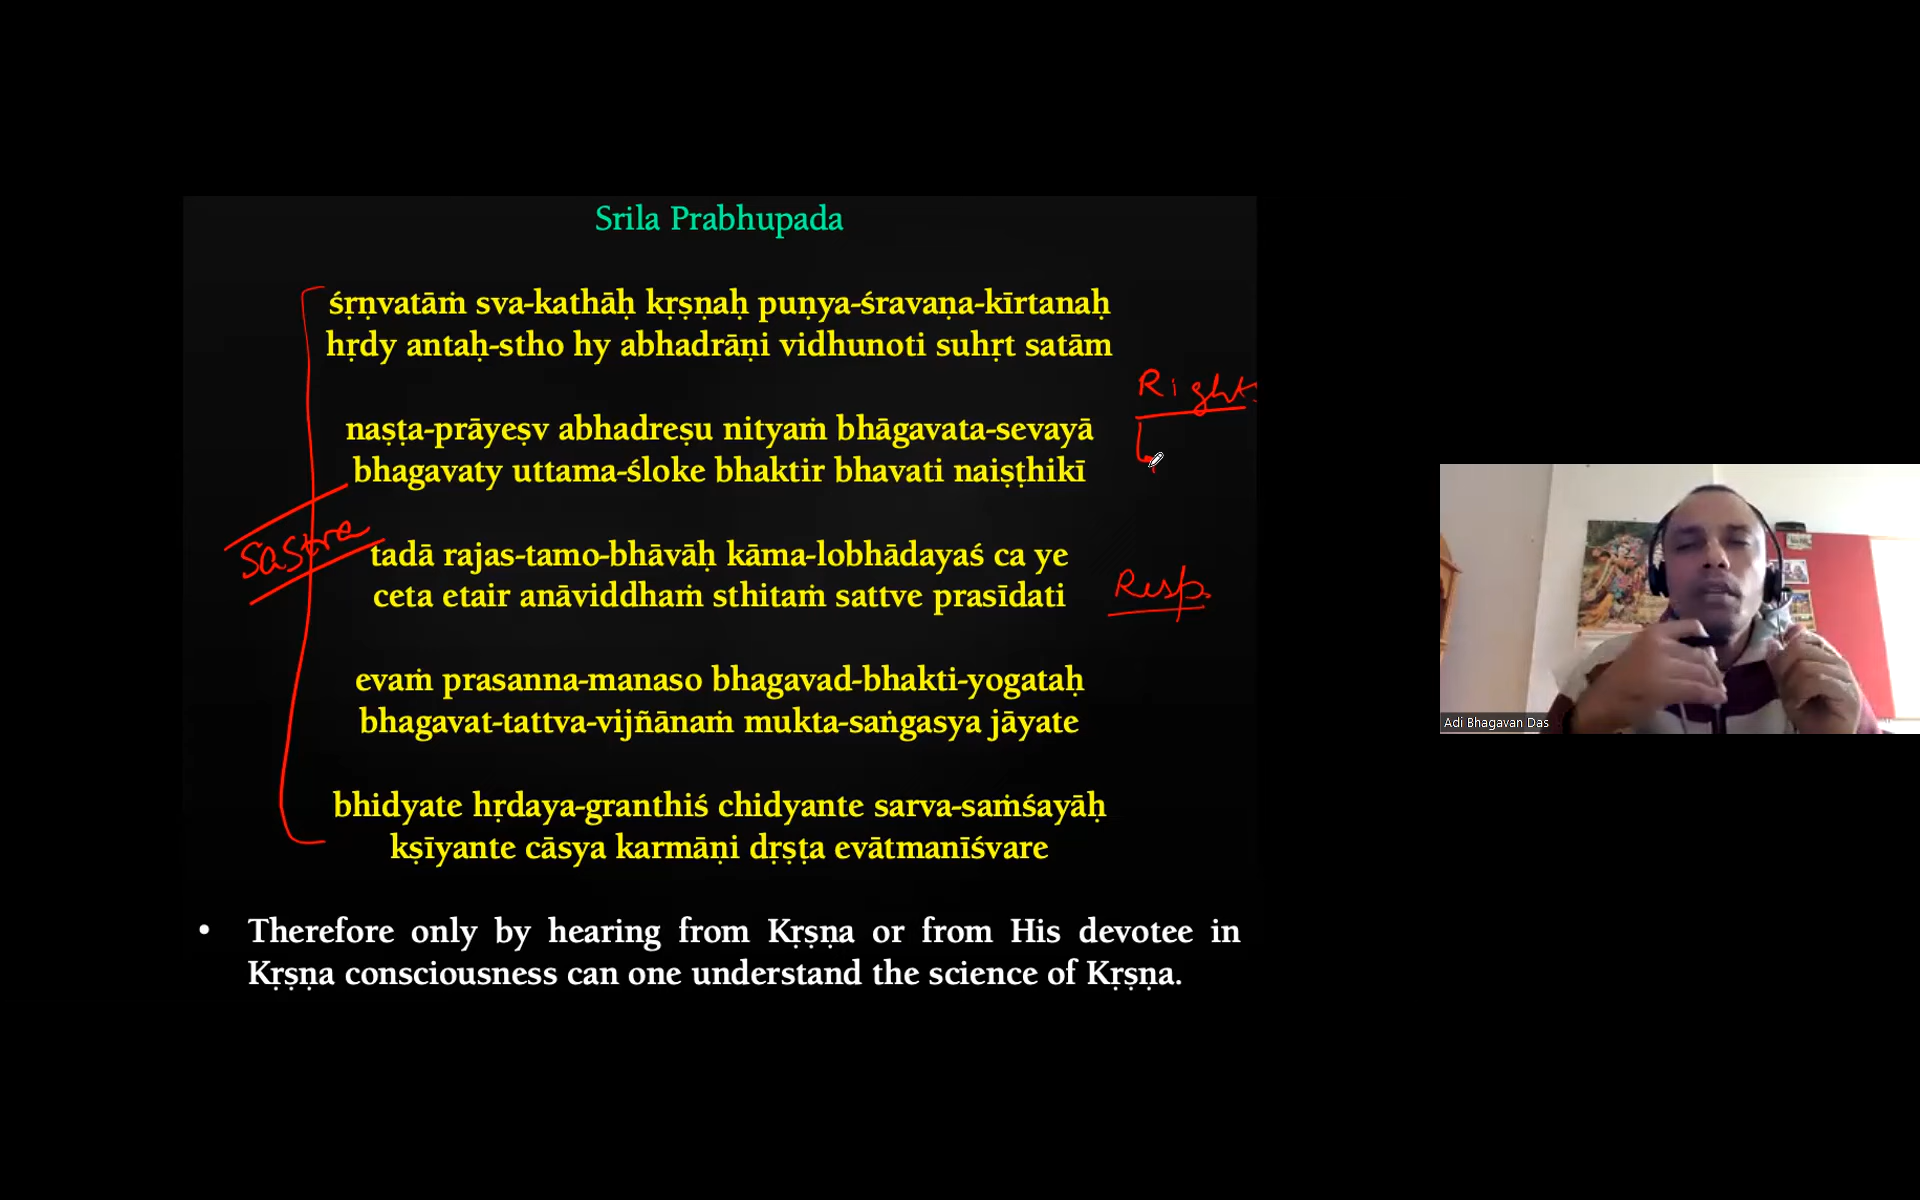 Srila Prabhupada
śṛṇvatāṁ sva-kathāḥ kṛṣṇaḥ puṇya-śravaṇa-kīrtanaḥ
hṛdy antaḥ-stho hy abhadrāṇi vidhunoti suhṛt satām
Right
naṣṭa-prāyeṣv abhadreṣu nityaṁ bhāgavata-sevayā
bhagavaty uttama-śloke bhaktir bhavati naiṣṭhikī
Sastra
tadā rajas-tamo-bhāvāḥ kāma-lobhādayaś ca ye
ceta etair anāviddhaṁ sthitaṁ sattve prasīdati
Resp.
evaṁ prasanna-manaso bhagavad-bhakti-yogataḥ
bhagavat-tattva-vijñānaṁ mukta-saṅgasya jāyate
bhidyate hṛdaya-granthiś chidyante sarva-saṁśayāḥ
kṣīyante cāsya karmāṇi dṛṣṭa evātmanīśvare
• Therefore only by hearing from Kṛṣṇa or from His devotee in
Kṛṣṇa consciousness can one understand the science of Kṛṣṇa.
Adi Bhagavan Das